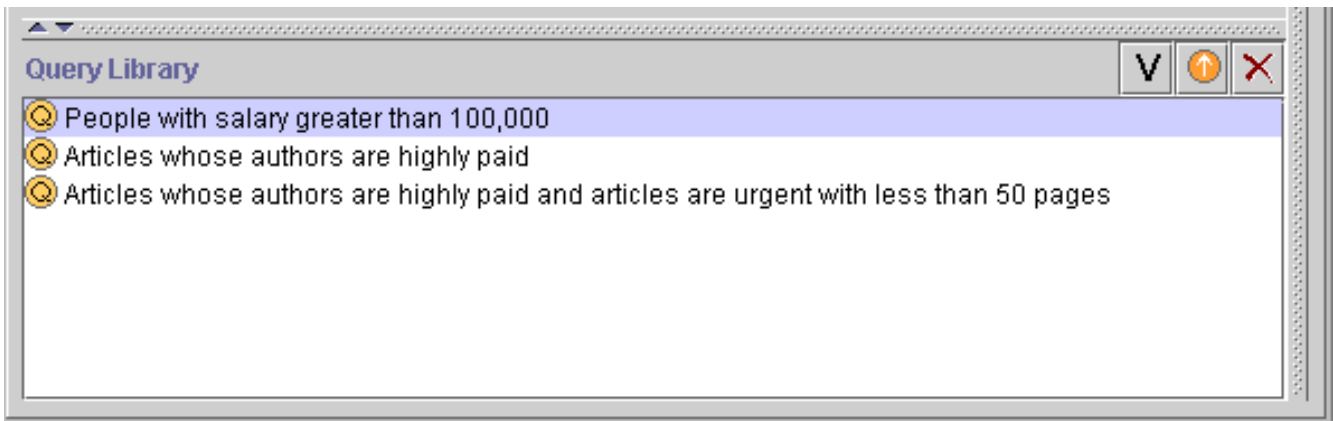 Query Library
V
Q People with salary greater than 100,000
Q Articles whose authors are highly paid
Q Articles whose authors are highly paid and articles are urgent with less than 50 pages